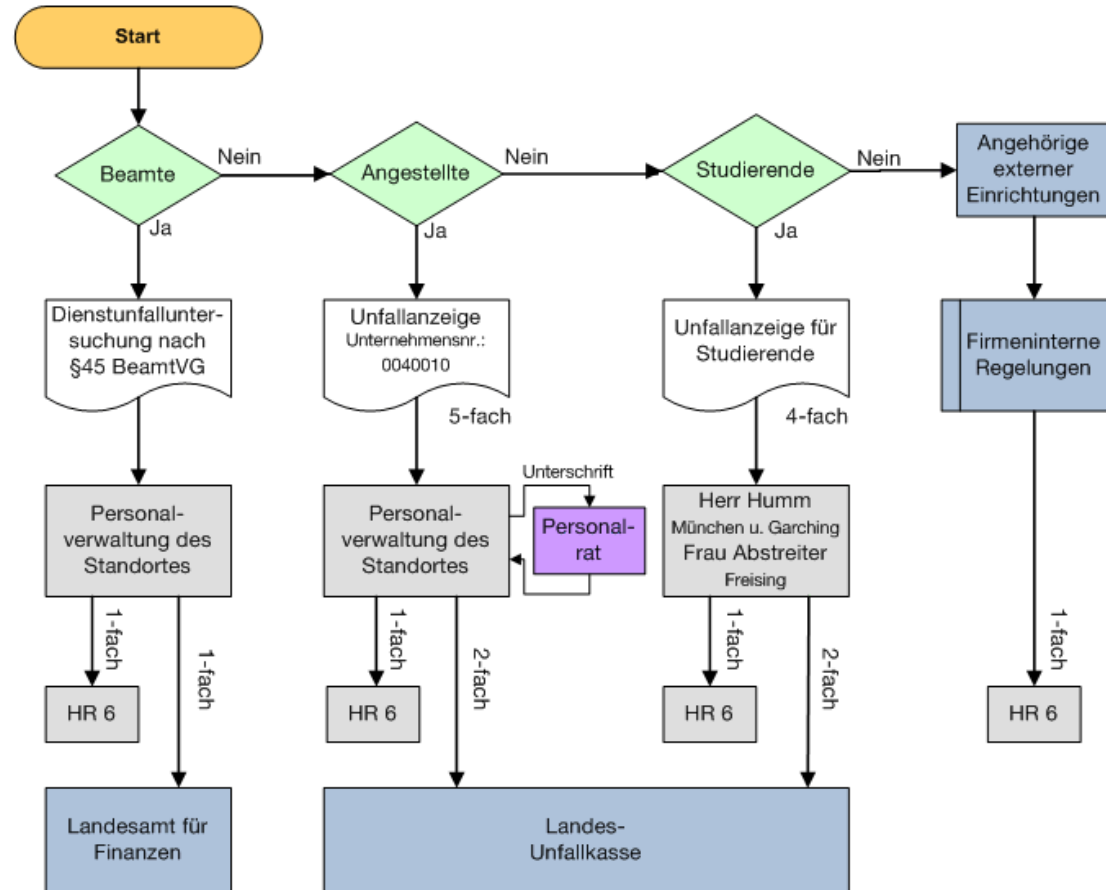 Start
Beamte
Nein
Angestellte
Nein
Studierende
Nein
Angehörige
externer
Einrichtungen
Ja
Ja
Ja
Dienstunfallunter-
suchung nach
§45 BeamtVG
Unfallanzeige
Unternehmensnr.:
0040010
5-fach
Unfallanzeige für
Studierende
4-fach
Firmeninterne
Regelungen
Personal-
verwaltung des
Standortes
Personal-
verwaltung des
Standortes
Unterschrift
Personal-
rat
Herr Humm
München u. Garching
Frau Abstreiter
Freising
1-fach
1-fach
1-fach
2-fach
1-fach
2-fach
1-fach
HR 6
HR 6
HR 6
HR 6
Landesamt für
Finanzen
Landes-
Unfallkasse